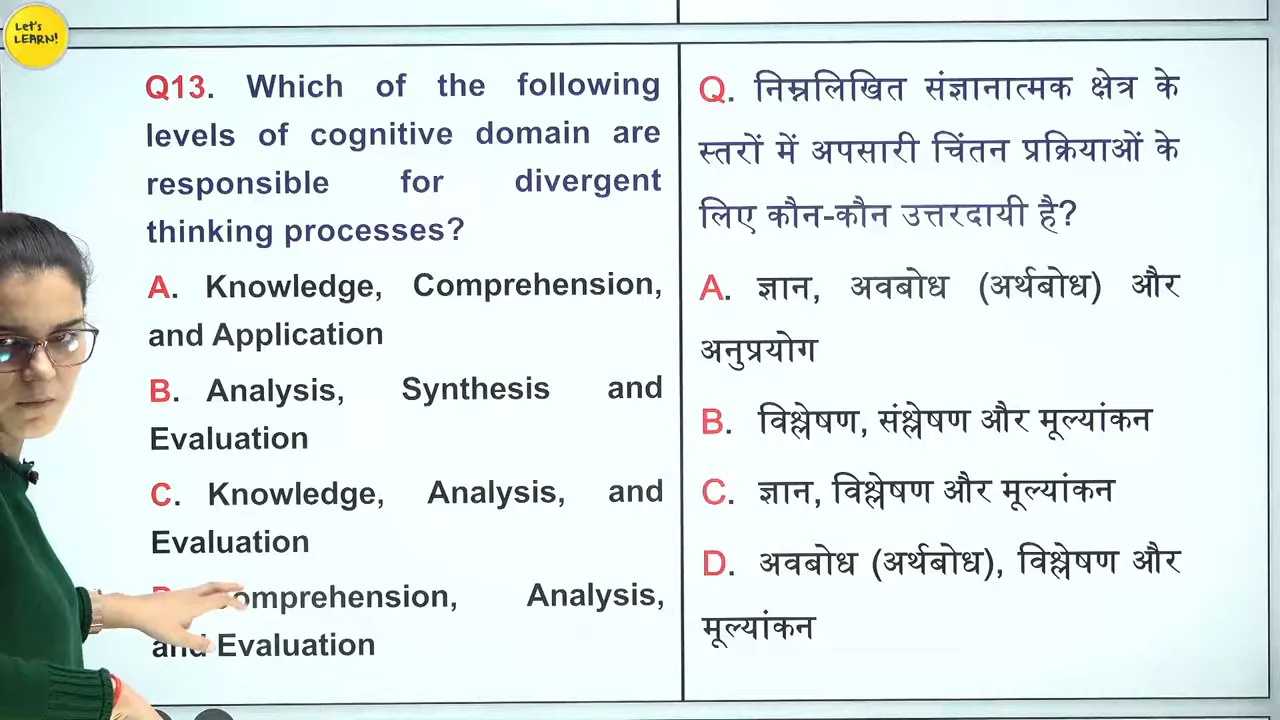 Let's
LEARN!
Q13. Which of the following
levels of cognitive domain are
responsible for divergent
thinking processes?
A. Knowledge, Comprehension,
and Application
B. Analysis, Synthesis and
Evaluation
C. Knowledge, Analysis, and
Evaluation
omprehension, Analysis,
and Evaluation
Q. निम्नलिखित संज्ञानात्मक क्षेत्र के
स्तरों में अपसारी चिंतन प्रक्रियाओं के
लिए कौन-कौन उत्तरदायी है?
A. ज्ञान, अवबोध (अर्थबोध) और
अनुप्रयोग
B. विश्लेषण, संश्लेषण और मूल्यांकन
C. ज्ञान, विश्लेषण और मूल्यांकन
D. अवबोध (अर्थबोध), विश्लेषण और
मूल्यांकन